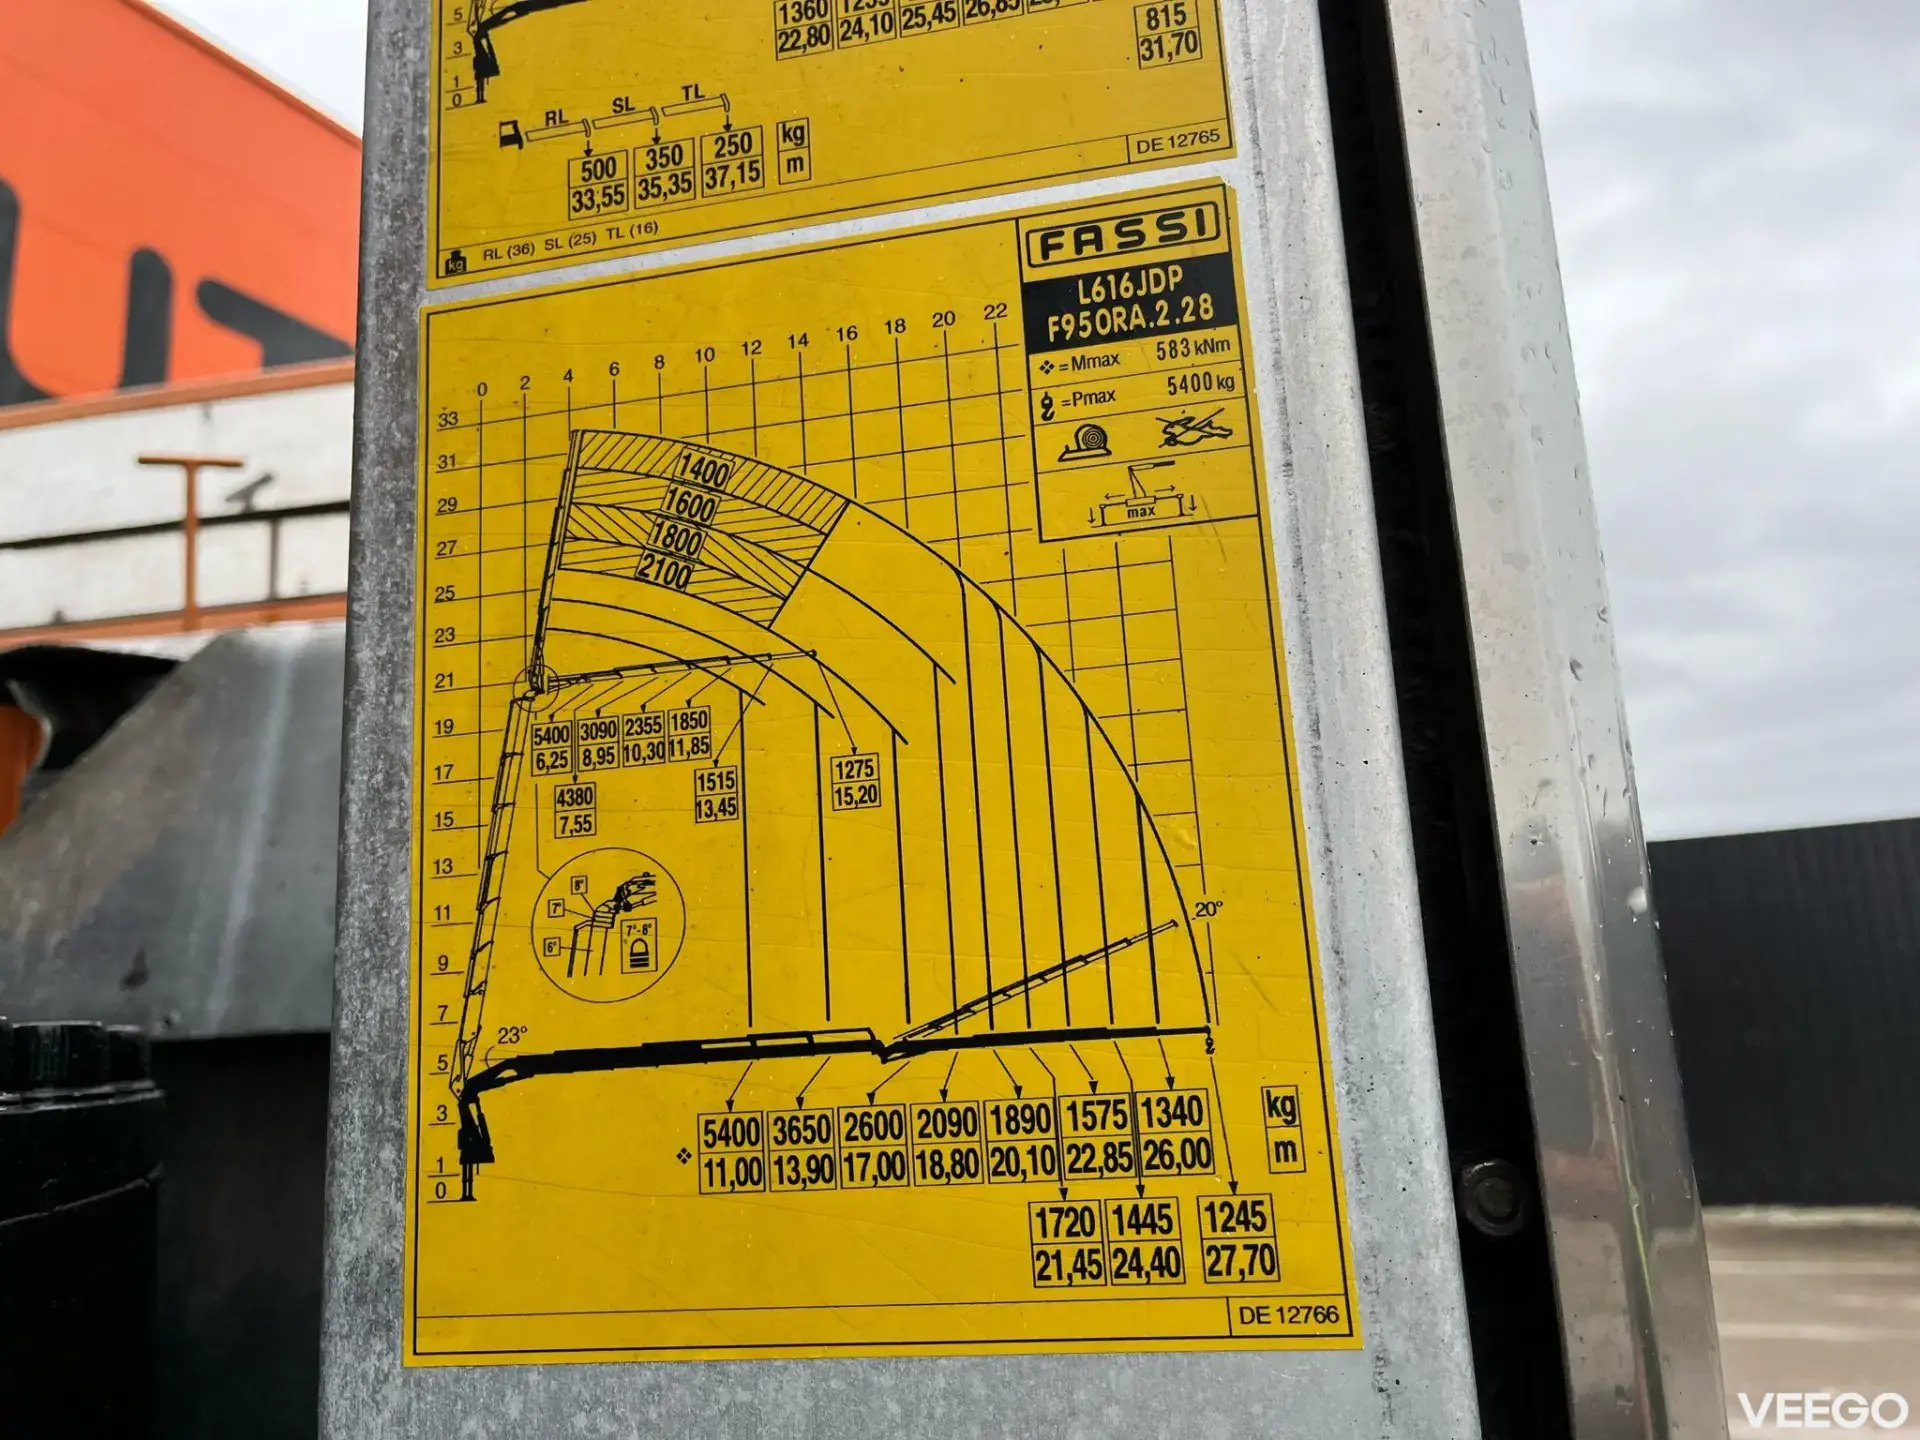 5
3
1
0
1360
22,80 24,10 25,45 26,85
815
31,70
RL SL TL
500 350 250 kg
33,55 35,35 37,15 m
DE 12765
kg RL (36) SL (25) TL (16)
FASSI
L616JDP
F950RA.2.28
=Mmax 583 kNm
=Pmax 5400 kg
max
0 2 4 6 8 10 12 14 16 18 20 22
33
31
29
27
25
23
21
19
17
15
13
11
9
7
5
3
1
0
1400
1600
1800
2100
5400 3090 2355 1850
6,25 8,95 10,30 11,85
4380
7,55
1515
13,45
1275
15,20
8°
7°
6°
7°-8°
20°
23°
5400 3650 2600 2090 1890 1575 1340 kg
11,00 13,90 17,00 18,80 20,10 22,85 26,00 m
1720 1445 1245
21,45 24,40 27,70
DE 12766
VEEGO